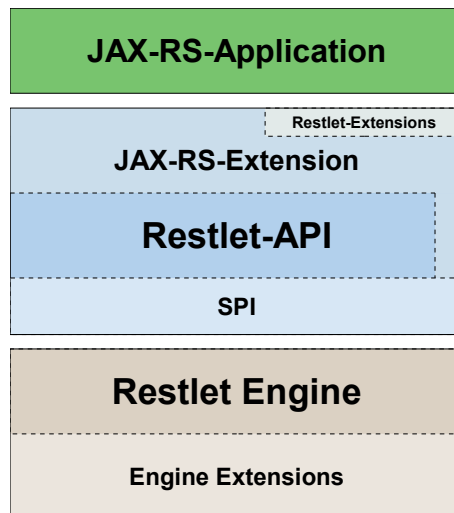 JAX-RS-Application
Restlet-Extensions
JAX-RS-Extension
Restlet-API
SPI
Restlet Engine
Engine Extensions